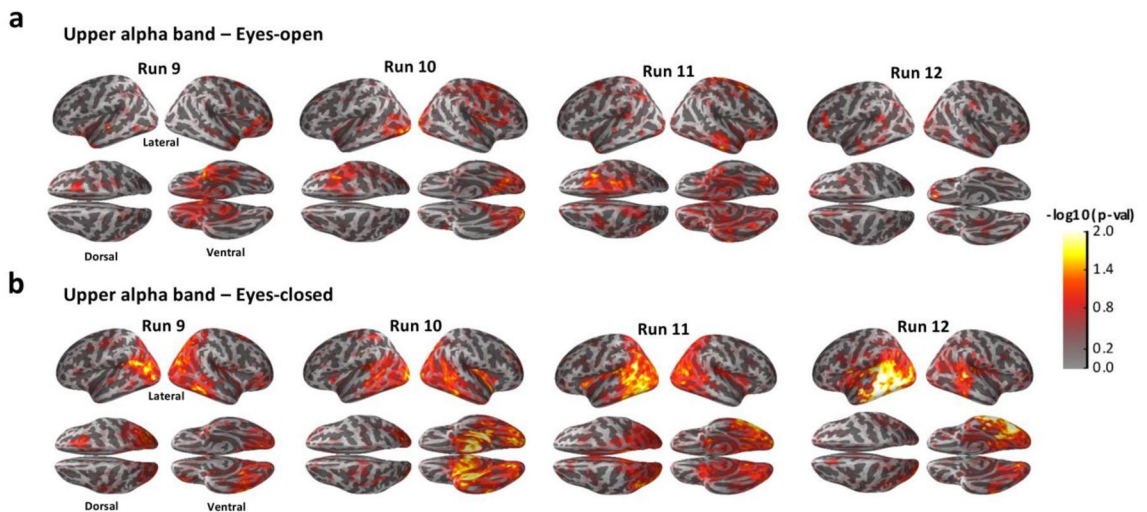 a
Upper alpha band – Eyes-open
Run 9
Run 10
Run 11
Run 12
Lateral
Dorsal
Ventral
-log10(p-val)
2.0
1.4
0.8
0.2
0.0
b
Upper alpha band – Eyes-closed
Run 9
Run 10
Run 11
Run 12
Lateral
Dorsal
Ventral